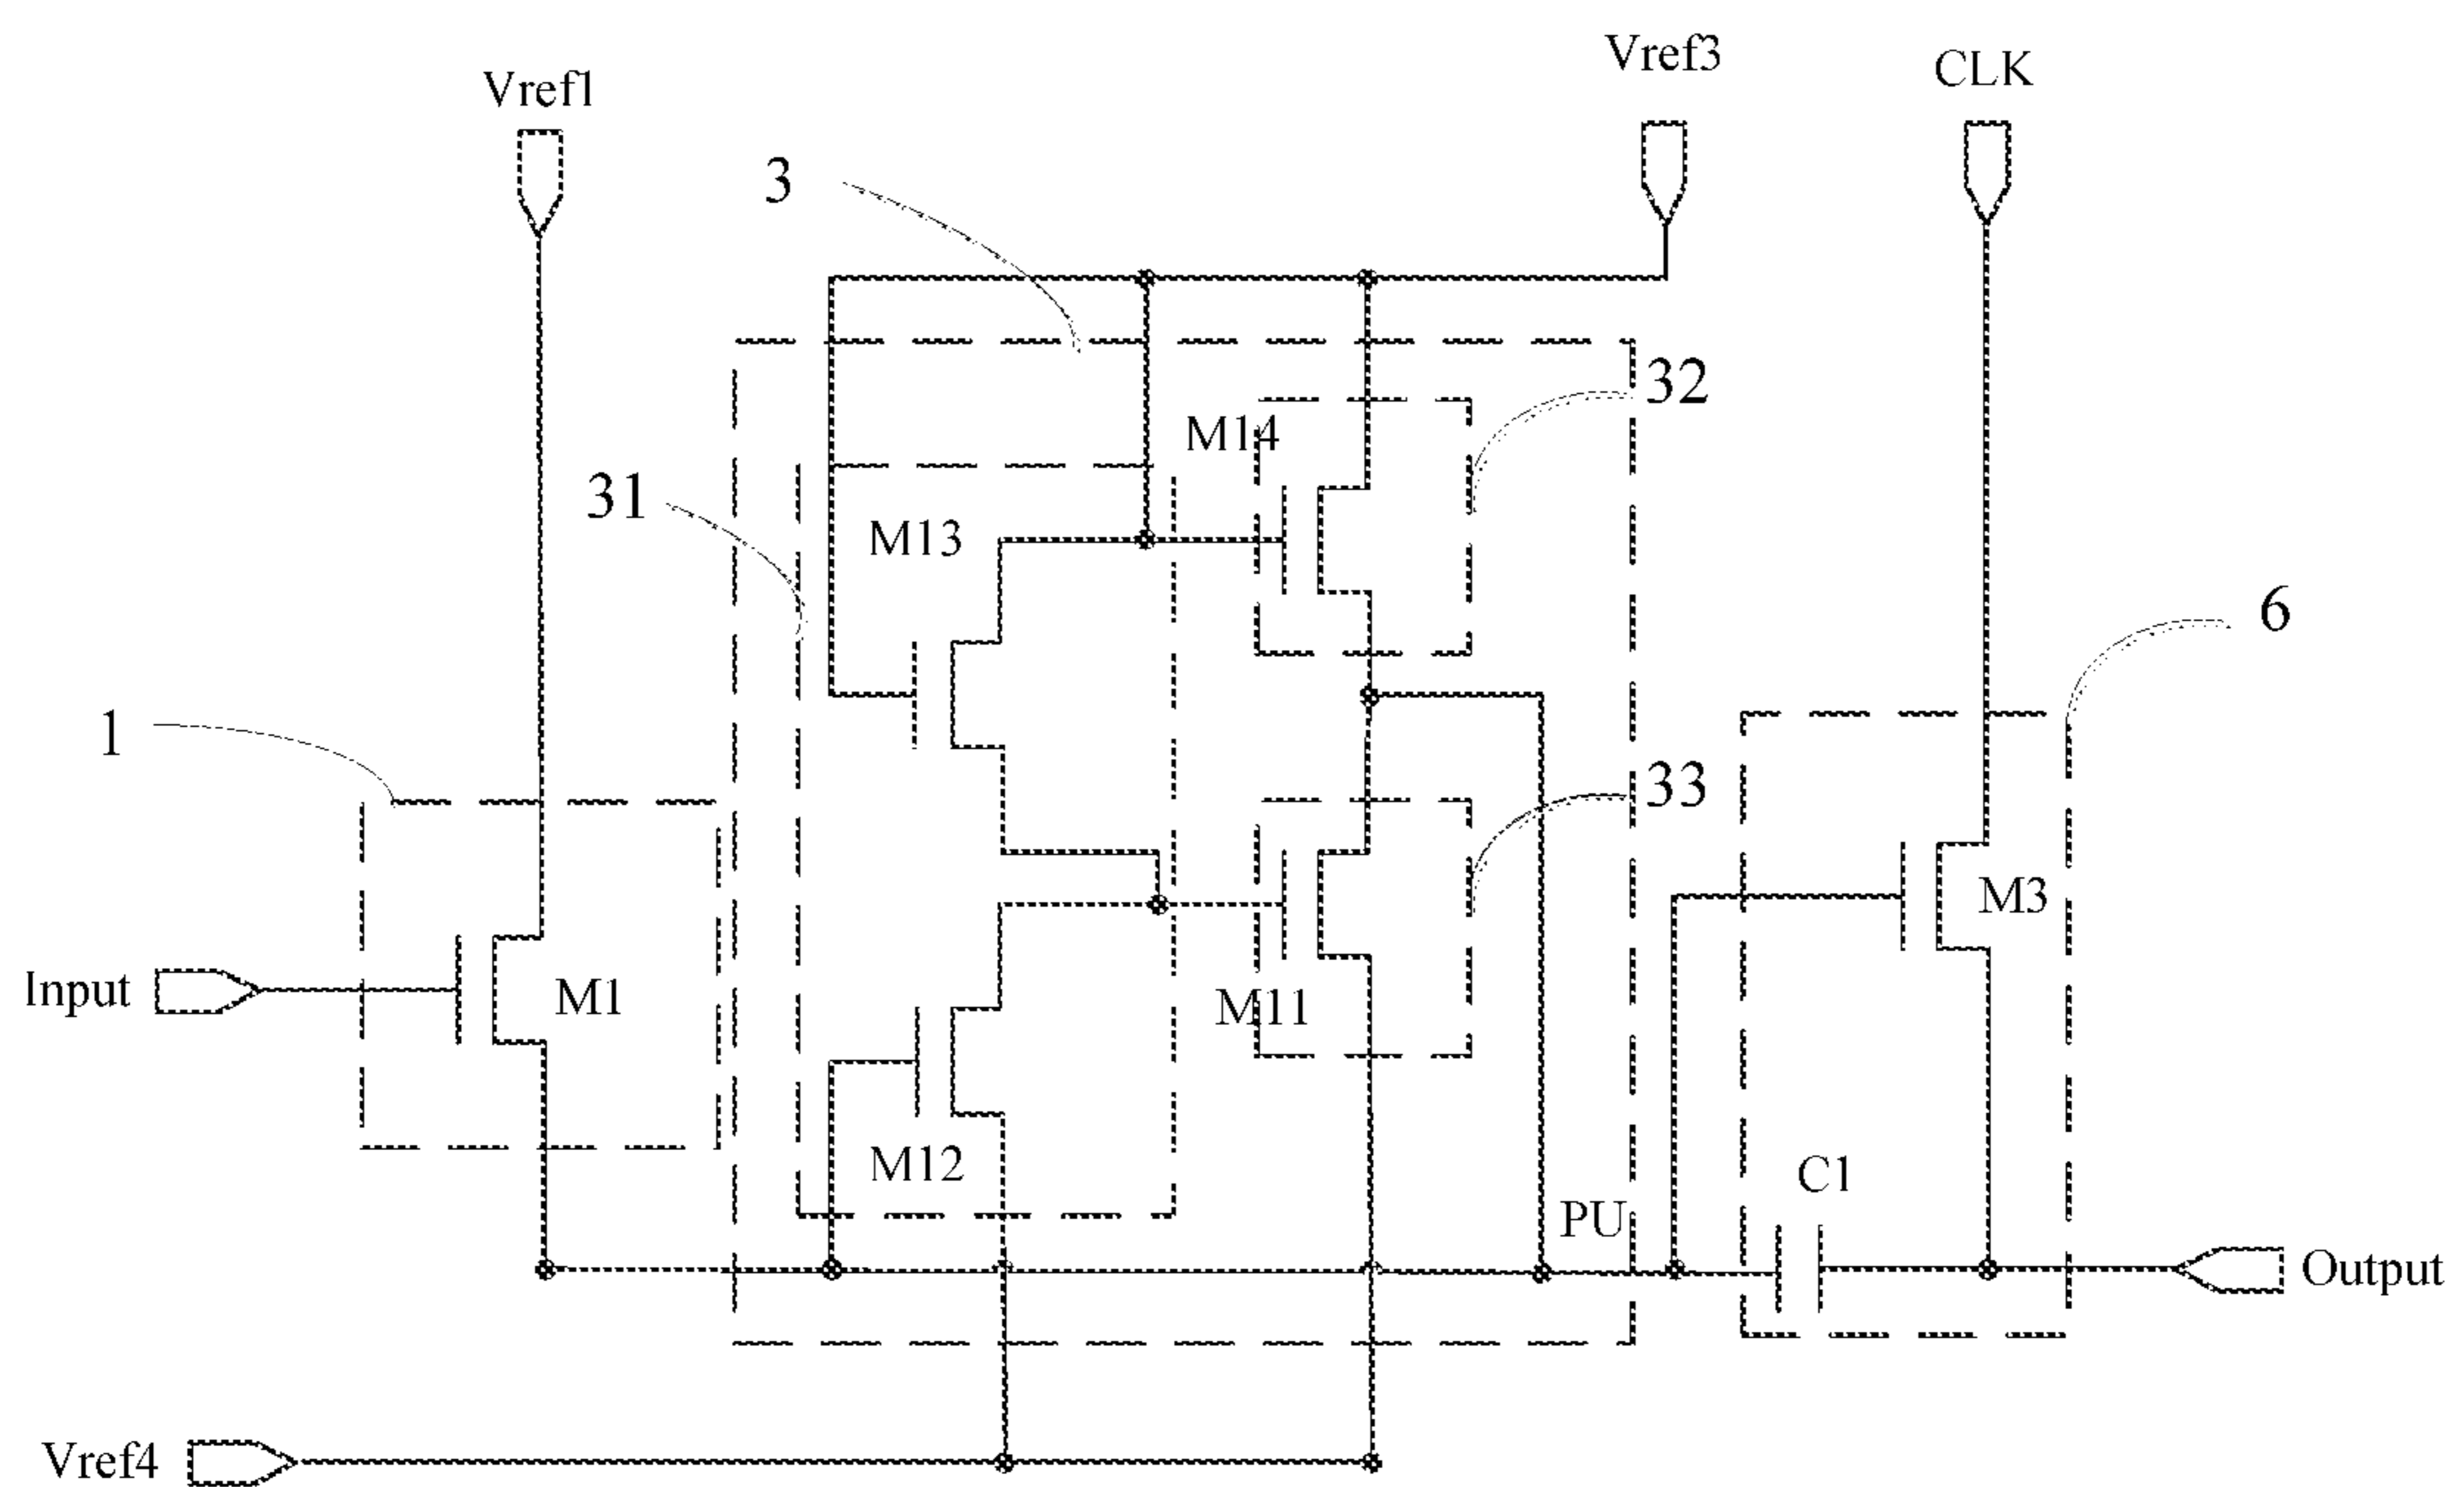 Vref3
CLK
Vref1
3
32
M14
31
M13
6
1
33
M3
Input
M1
M11
M12
C1
PU
Output
Vref4